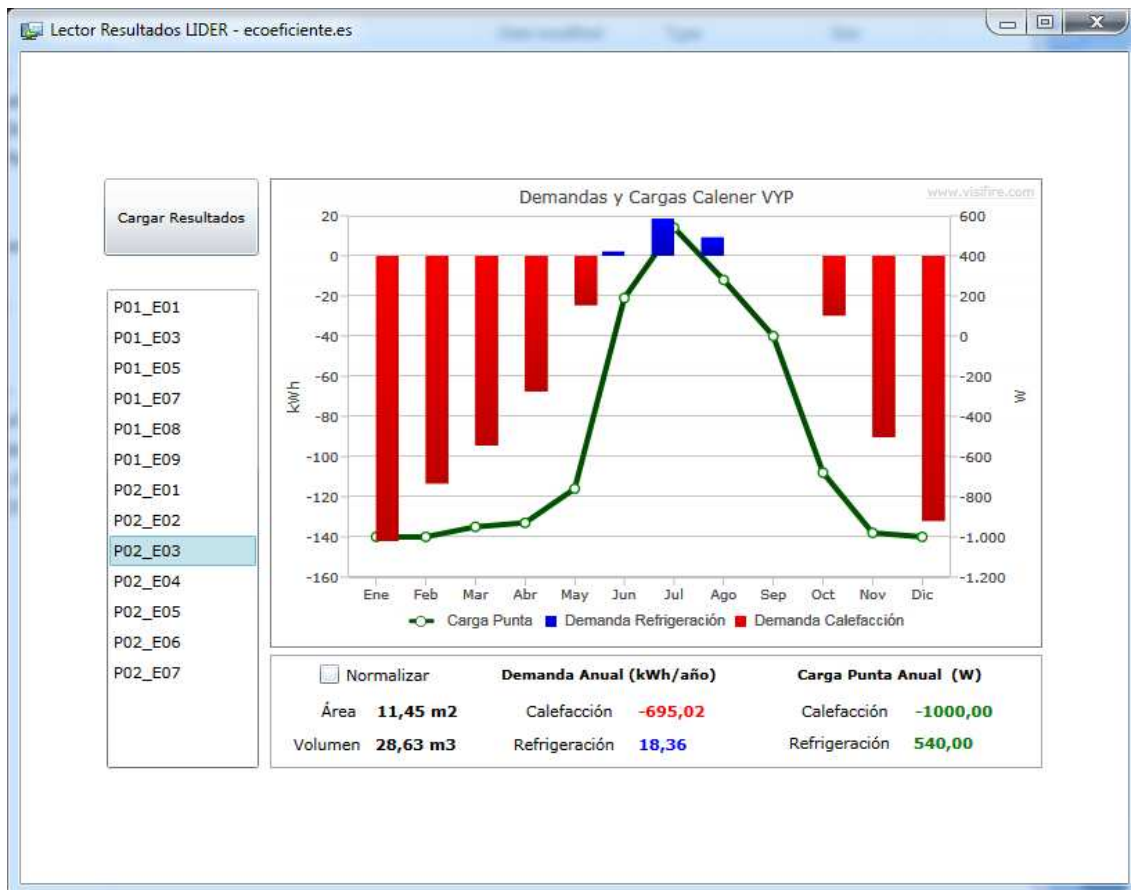 Lector Resultados LIDER - ecoeficiente.es
Cargar Resultados
P01_E01
P01_E03
P01_E05
P01_E07
P01_E08
P01_E09
P02_E01
P02_E02
P02_E03
P02_E04
P02_E05
P02_E06
P02_E07
www.visifire.com
Demandas y Cargas Calener VYP
20
0
-20
-40
-60
-80
-100
-120
-140
-160
kWh
600
400
200
0
-200
-400
-600
-800
-1.000
-1.200
W
Ene Feb Mar Abr May Jun Jul Ago Sep Oct Nov Dic
Carga Punta Demanda Refrigeración Demanda Calefacción
Normalizar Demanda Anual (kWh/año) Carga Punta Anual (W)
Área 11,45 m2 Calefacción -695,02 Calefacción -1000,00
Volumen 28,63 m3 Refrigeración 18,36 Refrigeración 540,00